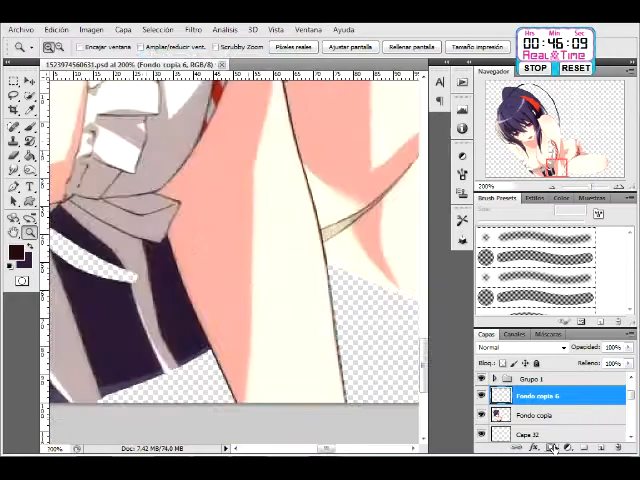 Hrs Min Sec
00:46:09
Real & Time
STOP RESET
Archivo Edición Imagen Capa Selección Filtro Análisis 3D Vista Ventana Ayuda
Encajar ventana Ampliar/reducir vent. Scrubby Zoom Píxeles reales Ajustar pantalla Rellenar pantalla Tamaño impresión
1523974560631.psd al 200% (Fondo copia 6, RGB/8)
Navegador
200%
Brush Presets Estilos Color Muestras
Size:
Capas Canales Máscaras
Normal Opacidad: 100%
Bloq.: Relleno: 100%
Grupo 1
Fondo copia 6
Fondo copia
Capa 32
200% Doc: 7,42 MB/74,6 MB